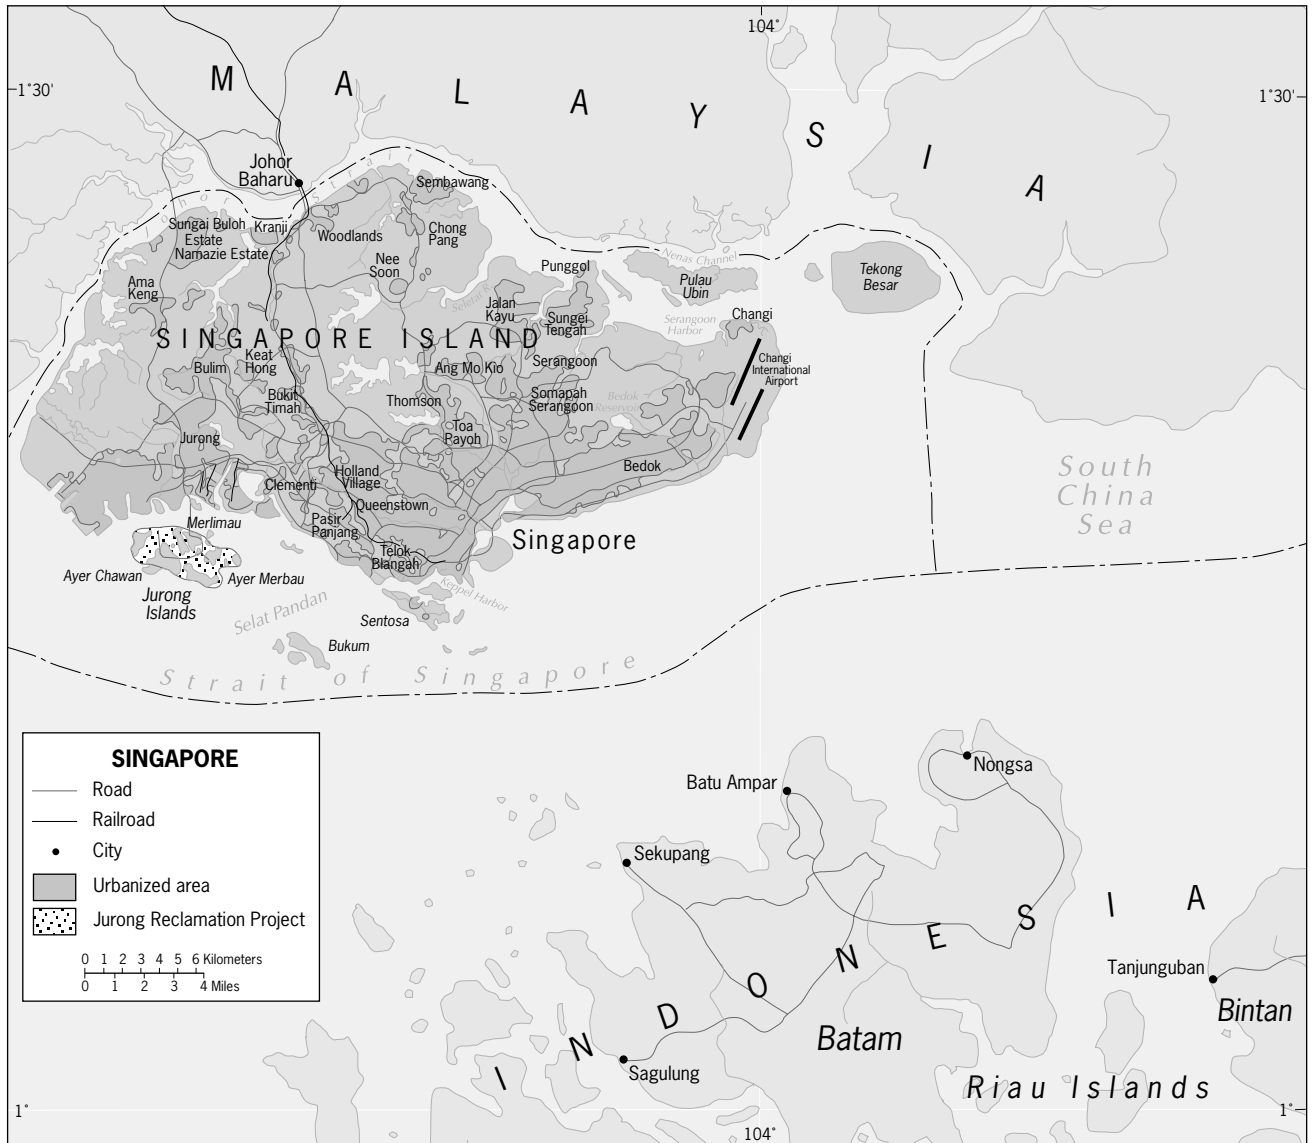 104°
1°30'
1°30'
MALAYSIA
Johor
Baharu
Johor Strait
Sembawang
Sungai Buloh
Estate
Kranji
Namazie Estate
Woodlands
Chong
Pang
Nee
Soon
Punggol
Nenas Channel
Pulau
Ubin
Tekong
Besar
Ama
Keng
Seletar R.
Jalan
Kayu
Sungei
Tengah
Serangoon
Harbor
Changi
SINGAPORE ISLAND
Keat
Hong
Bulim
Ang Mo Kio
Serangoon
Changi
International
Airport
Bukit
Timah
Thomson
Somapah
Serangoon
Bedok
Reservoir
Toa
Payoh
Jurong
Bedok
Holland
Village
Clementi
Queenstown
Pasir
Panjang
Merlimau
Telok
Blangah
Singapore
South
China
Sea
Ayer Chawan
Ayer Merbau
Jurong
Islands
Selat Pandan
Keppel Harbor
Sentosa
Bukum
Strait of Singapore
SINGAPORE
Road
Railroad
City
Urbanized area
Jurong Reclamation Project
0 1 2 3 4 5 6 Kilometers
0 1 2 3 4 Miles
Nongsa
Batu Ampar
Sekupang
INDONESIA
Tanjunguban
Bintan
Batam
Sagulung
Riau Islands
1°
1°
104°